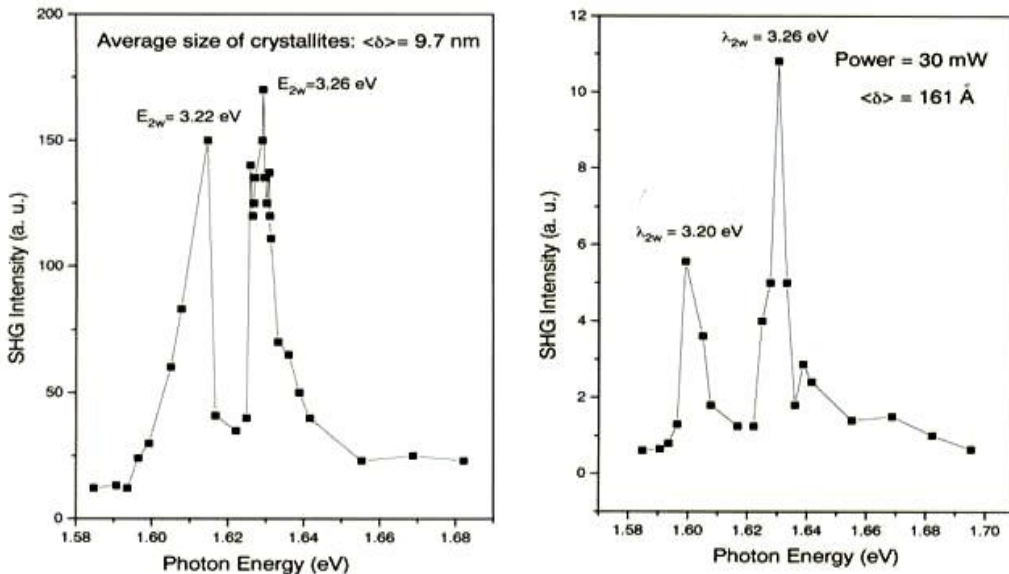 200
150
100
50
0
SHG Intensity (a. u.)
Average size of crystallites: <δ>= 9.7 nm
E2w=3.26 eV
E2w= 3.22 eV
1.58
1.60
1.62
1.64
1.66
1.68
Photon Energy (eV)
12
10
8
6
4
2
0
SHG Intensity (a. u.)
λ2w = 3.26 eV
Power = 30 mW
<δ> = 161 Å
λ2w = 3.20 eV
1.58
1.60
1.62
1.64
1.66
1.68
1.70
Photon Energy (eV)